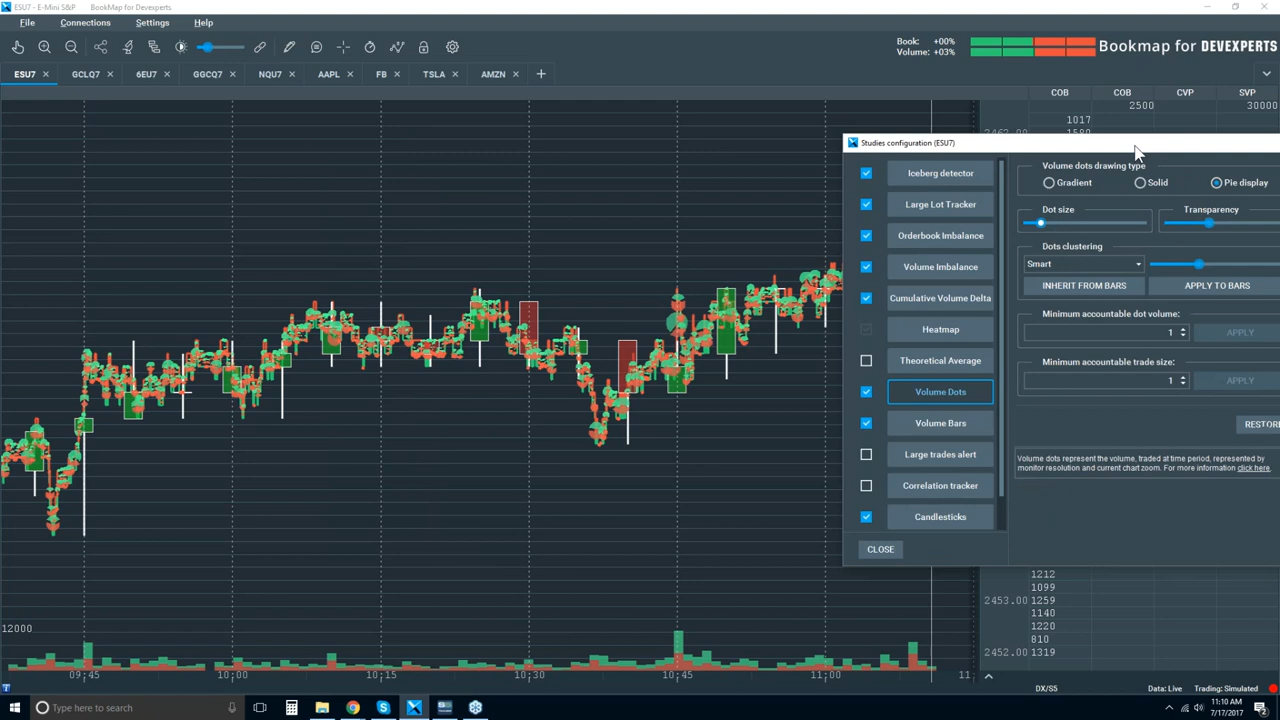 ESU7 - E-Mini S&P
BookMap for Devexperts
File Connections Settings Help
Book: +00%
Volume: +03%
Bookmap for DEVEXPERTS
ESU7 GCLQ7 6EU7 GGCQ7 NQU7 AAPL FB TSLA AMZN
COB COB CVP SVP
2500 30000
1017
Studies configuration (ESU7)
Iceberg detector
Large Lot Tracker
Orderbook Imbalance
Volume Imbalance
Cumulative Volume Delta
Heatmap
Theoretical Average
Volume Dots
Volume Bars
Large trades alert
Correlation tracker
Candlesticks
CLOSE
Volume dots drawing type
Gradient Solid Pie display
Dot size Transparency
Dots clustering
Smart
INHERIT FROM BARS APPLY TO BARS
Minimum accountable dot volume:
1 APPLY
Minimum accountable trade size:
1 APPLY
RESTOR
Volume dots represent the volume, traded at time period, represented by
monitor resolution and current chart zoom. For more information click here.
1212
1099
2453.00 1259
1140
1220
810
2452.00 1319
12000
09:45 10:00 10:15 10:30 10:45 11:00 11
DX/S5 Data: Live Trading: Simulated
Type here to search
11:10 AM
7/17/2017
2